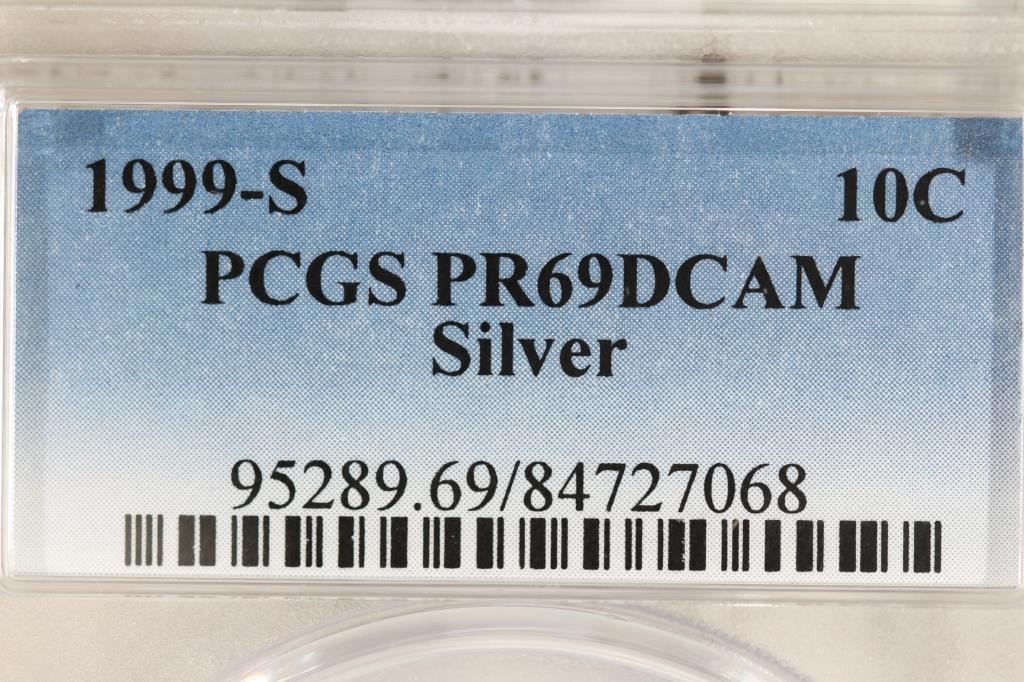 1999-S 10C
PCGS PR69DCAM
Silver
95289.69/84727068